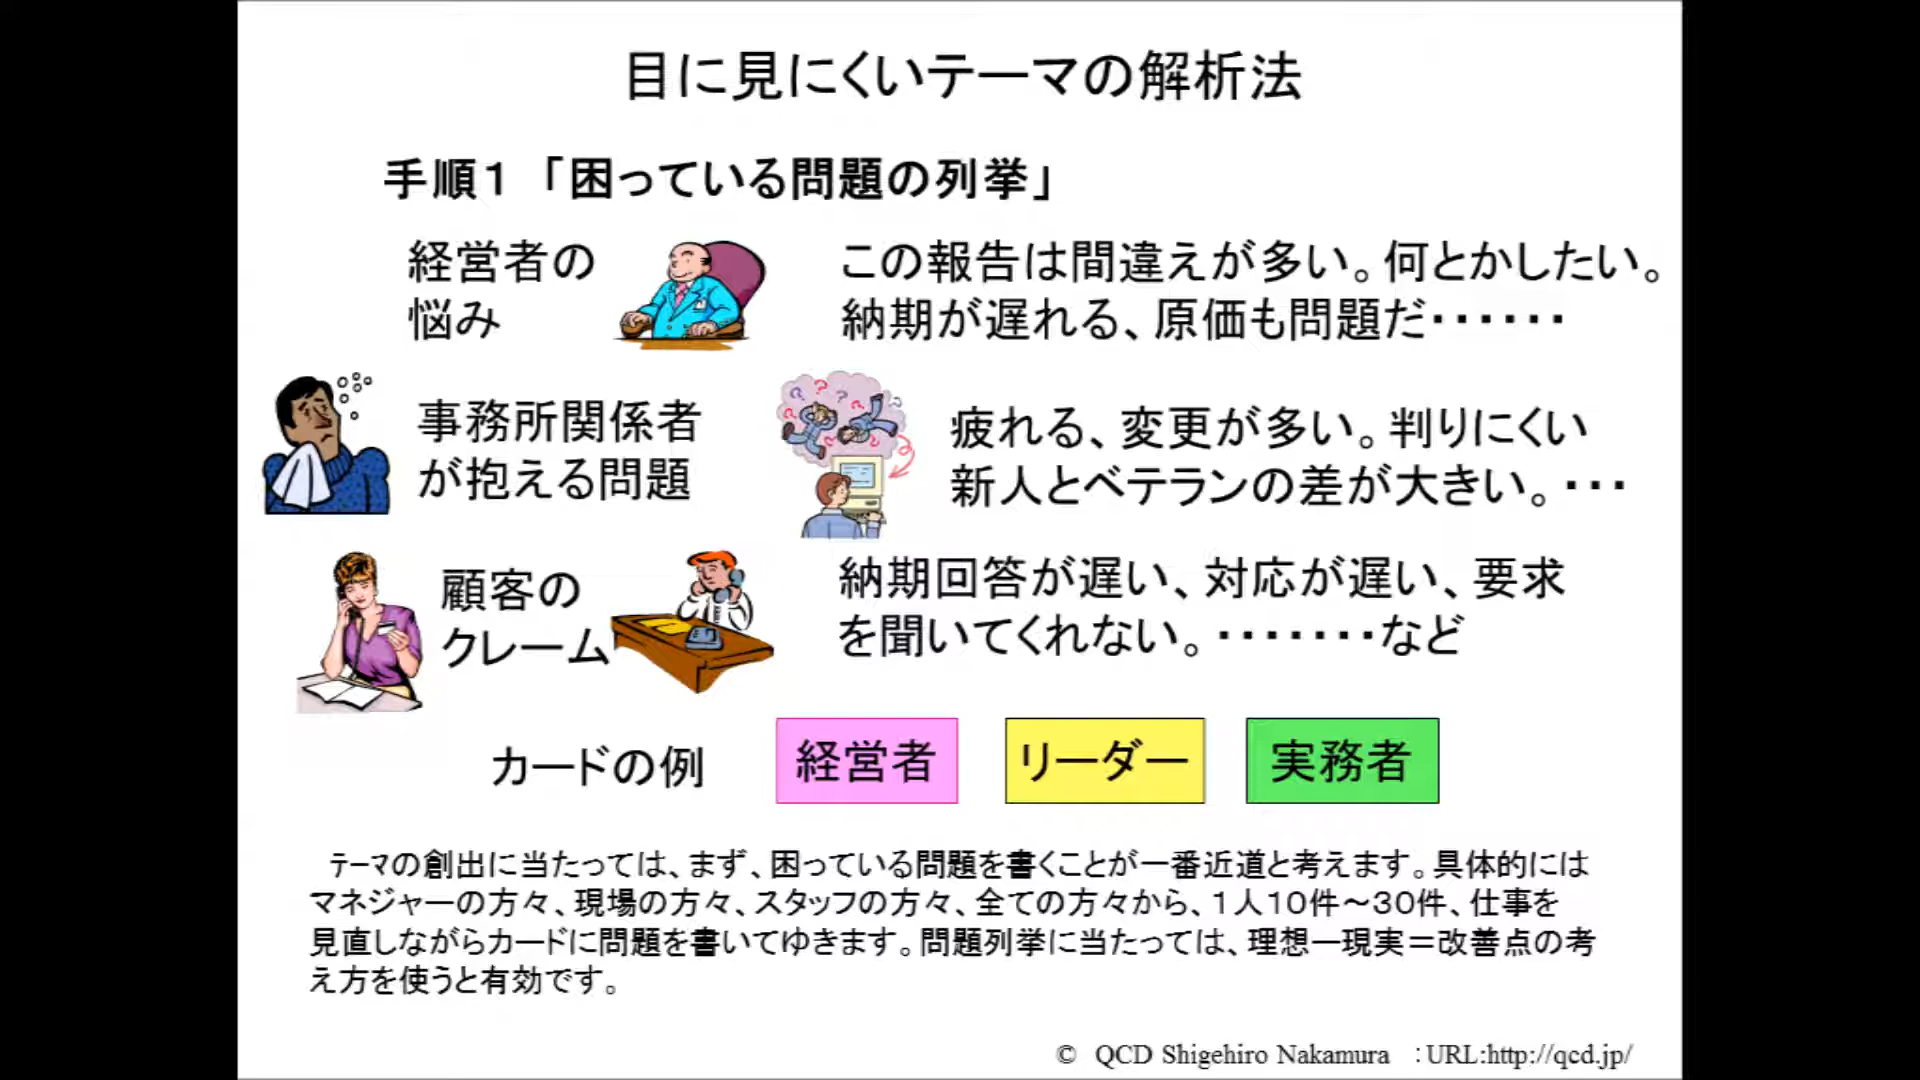 目に見にくいテーマの解析法
手順１ 「困っている問題の列挙」
経営者の
悩み
この報告は間違えが多い。何とかしたい。
納期が遅れる、原価も問題だ・・・・・・
事務所関係者
が抱える問題
疲れる、変更が多い。判りにくい
新人とベテランの差が大きい。・・・
顧客の
クレーム
納期回答が遅い、対応が遅い、要求
を聞いてくれない。・・・・・・・など
カードの例
経営者
リーダー
実務者
ﾃｰﾏの創出に当たっては、まず、困っている問題を書くことが一番近道と考えます。具体的には
マネジャーの方々、現場の方々、スタッフの方々、全ての方々から、１人１０件～３０件、仕事を
見直しながらカードに問題を書いてゆきます。問題列挙に当たっては、理想ー現実＝改善点の考
え方を使うと有効です。
© QCD Shigehiro Nakamura ：URL:http://qcd.jp/